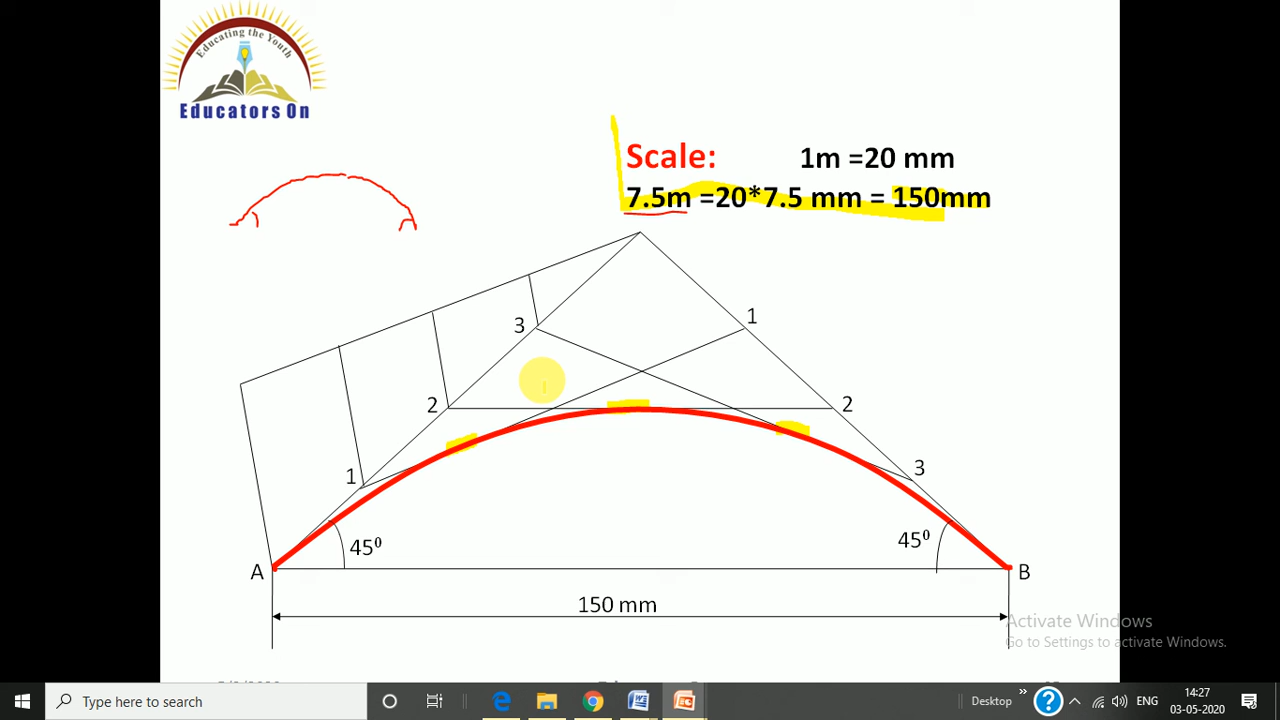 Educating the Youth
Educators On
Scale: 1m =20 mm
7.5m =20*7.5 mm = 150mm
3
1
2
2
1
3
45⁰
45⁰
A
B
150 mm
Activate Windows
Go to Settings to activate Windows.
Type here to search
Desktop
»
ENG
14:27
03-05-2020